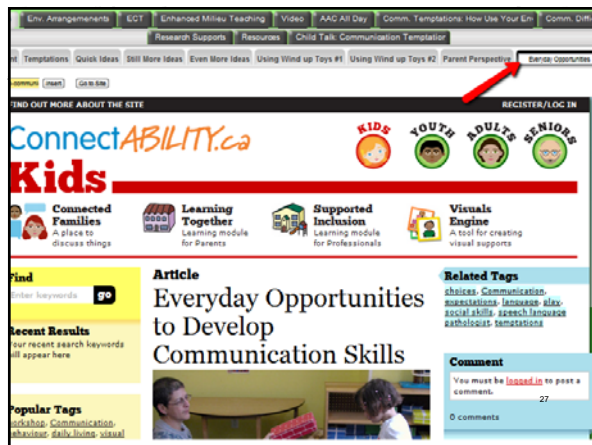 Env. Arrangements ECT Enhanced Milieu Teaching Video AAC All Day Comm. Temptations: How Use Your En Comm. Diffi
Research Supports Resources Child Talk: Communication Temptation
nt Temptations Quick Ideas Still More Ideas Even More Ideas Using Wind up Toys #1 Using Wind up Toys #2 Parent Perspective Everyday Opportunities
-communi (insert) Go to Site
FIND OUT MORE ABOUT THE SITE REGISTER/LOG IN
ConnectABILITY.ca
KIDS YOUTH ADULTS SENIORS
Kids
Connected Families
A place to discuss things
Learning Together
Learning module for Parents
Supported Inclusion
Learning module for Professionals
Visuals Engine
A tool for creating visual supports
Find
Enter keywords go
Recent Results
Your recent search keywords
will appear here
Popular Tags
workshop, Communication,
behaviour, daily living, visual
Article
Everyday Opportunities
to Develop
Communication Skills
Related Tags
choices, Communication,
expectations, language, play,
social skills, speech language
pathologist, temptations
Comment
You must be logged in to post a
comment.
27
0 comments